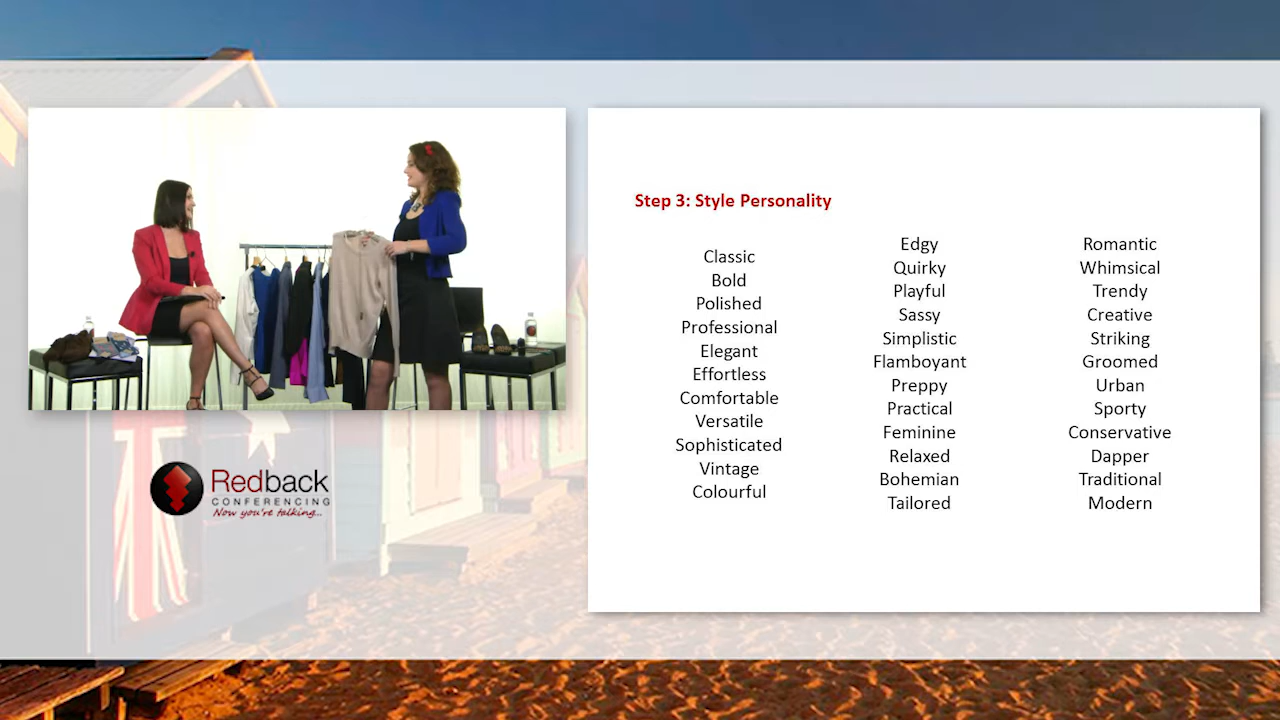 Step 3: Style Personality
Classic
Bold
Polished
Professional
Elegant
Effortless
Comfortable
Versatile
Sophisticated
Vintage
Colourful
Edgy
Quirky
Playful
Sassy
Simplistic
Flamboyant
Preppy
Practical
Feminine
Relaxed
Bohemian
Tailored
Romantic
Whimsical
Trendy
Creative
Striking
Groomed
Urban
Sporty
Conservative
Dapper
Traditional
Modern
Redback
CONFERENCING
Now you're talking...